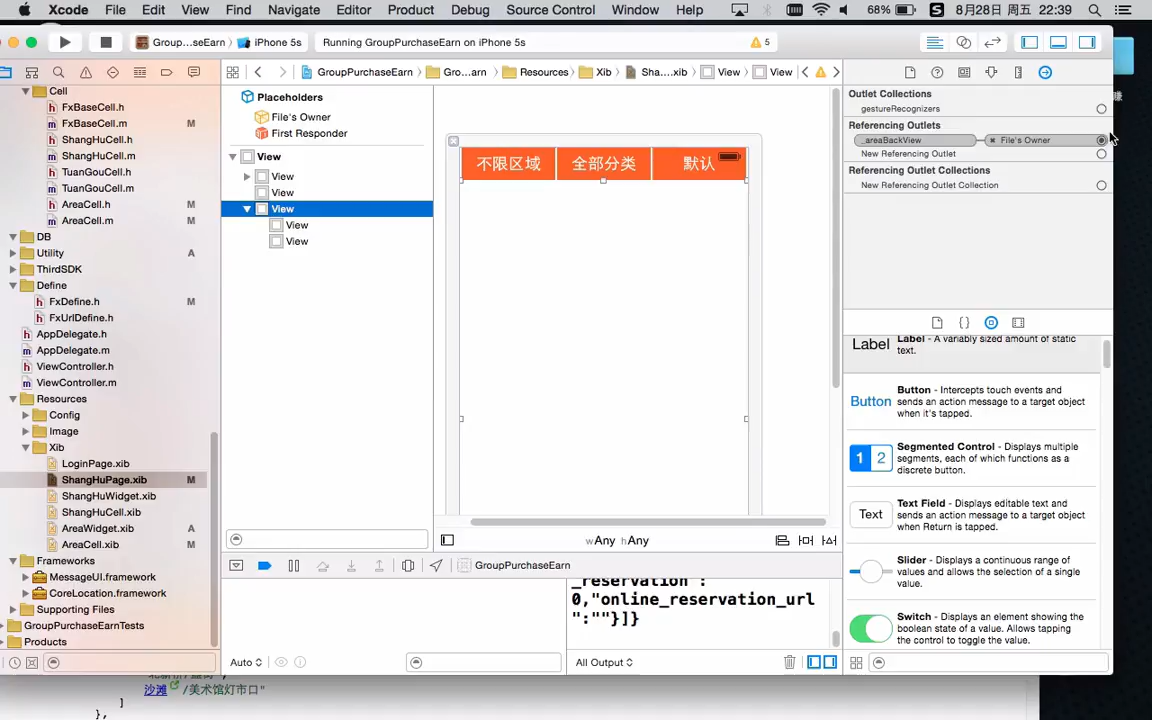 Xcode File Edit View Find Navigate Editor Product Debug Source Control Window Help 68% 8月28日 周五 22:39
Group...seEarn iPhone 5s Running GroupPurchaseEarn on iPhone 5s 5
GroupPurchaseEarn Gro...arn Resources Xib Sha....xib View View
Cell
FxBaseCell.h
FxBaseCell.m M
ShangHuCell.h
ShangHuCell.m
TuanGouCell.h
TuanGouCell.m
AreaCell.h A
AreaCell.m A
DB
Utility A
ThirdSDK
Define
FxDefine.h M
FxUrlDefine.h
AppDelegate.h
AppDelegate.m
ViewController.h
ViewController.m
Resources
Config
Image
Xib
LoginPage.xib
ShangHuPage.xib M
ShangHuWidget.xib
ShangHuCell.xib
AreaWidget.xib A
AreaCell.xib M
Frameworks
MessageUI.framework
CoreLocation.framework
Supporting Files
GroupPurchaseEarnTests
Products
Placeholders
File's Owner
First Responder
View
View
View
View
View
View
不限区域 全部分类 默认
wAny hAny
Outlet Collections
gestureRecognizers
Referencing Outlets
_areaBackView File's Owner
New Referencing Outlet
Referencing Outlet Collections
New Referencing Outlet Collection
Label Label - A variably sized amount of static
text.
Button Button - Intercepts touch events and
sends an action message to a target object
when it's tapped.
1 2 Segmented Control - Displays multiple
segments, each of which functions as a
discrete button.
Text Text Field - Displays editable text and
sends an action message to a target object
when Return is tapped.
Slider - Displays a continuous range of
values and allows the selection of a single
value.
Switch - Displays an element showing the
boolean state of a value. Allows tapping
the control to toggle the value.
GroupPurchaseEarn
_reservation":
0,"online_reservation_url
":""}]}
Auto All Output
沙滩 /美术馆灯市口"
]
},